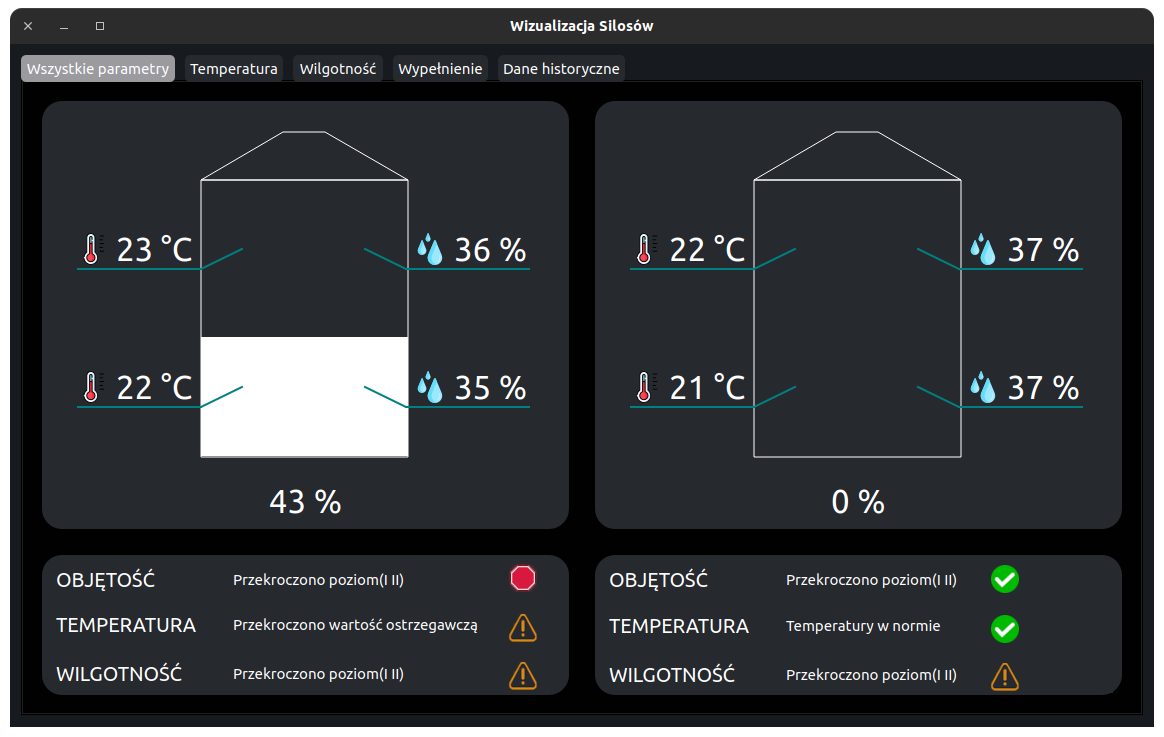 Wizualizacja Silosów
Wszystkie parametry Temperatura Wilgotność Wypełnienie Dane historyczne
23 °C 36 %
22 °C 35 %
43 %
22 °C 37 %
21 °C 37 %
0 %
OBJĘTOŚĆ Przekroczono poziom(I II)
TEMPERATURA Przekroczono wartość ostrzegawczą
WILGOTNOŚĆ Przekroczono poziom(I II)
OBJĘTOŚĆ Przekroczono poziom(I II)
TEMPERATURA Temperatury w normie
WILGOTNOŚĆ Przekroczono poziom(I II)